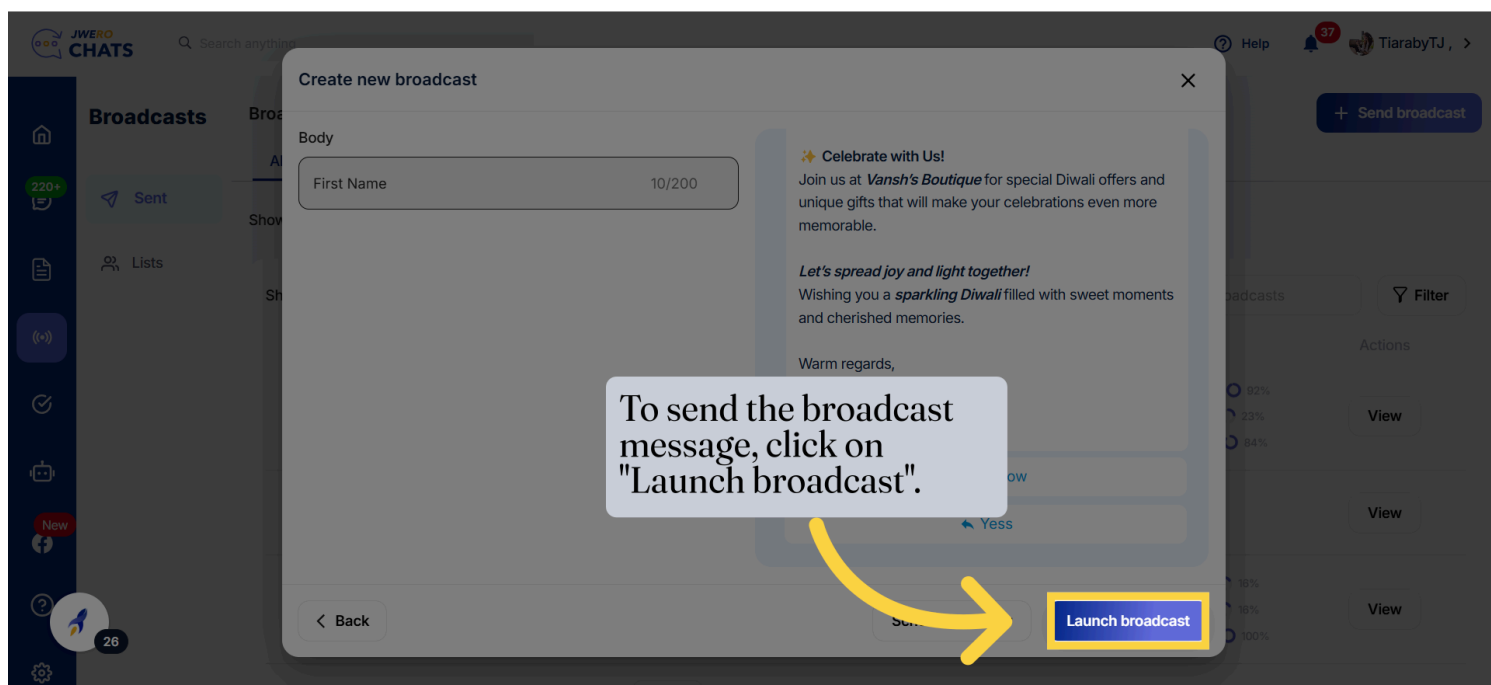 JWERO
CHATS
Search anything
Help
37
TiarabyTJ ,
Broadcasts
Create new broadcast
Send broadcast
220+
Sent
Lists
Body
First Name
10/200
✨ Celebrate with Us!
Join us at Vansh's Boutique for special Diwali offers and
unique gifts that will make your celebrations even more
memorable.
Let's spread joy and light together!
Wishing you a sparkling Diwali filled with sweet moments
and cherished memories.
Warm regards,
Filter
Actions
92%
23%
84%
View
To send the broadcast
message, click on
"Launch broadcast".
Yess
View
New
16%
16%
100%
View
26
Back
Launch broadcast